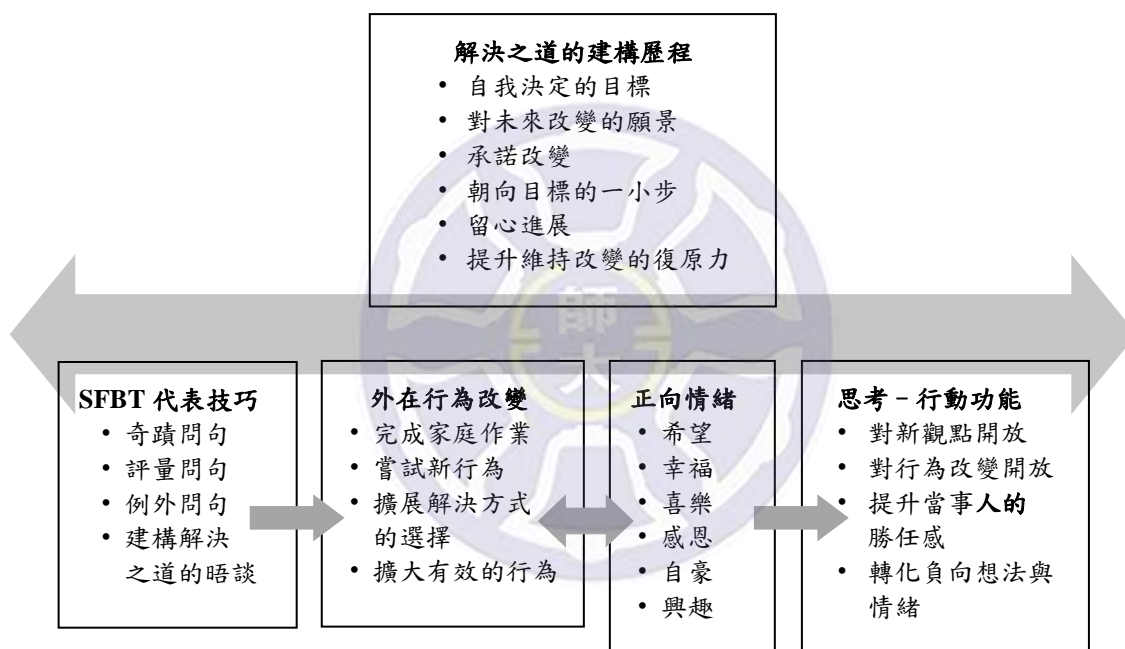 解決之道的建構歷程
• 自我決定的目標
• 對未來改變的願景
• 承諾改變
• 朝向目標的一小步
• 留心進展
• 提升維持改變的復原力
師
大
SFBT 代表技巧
• 奇蹟問句
• 評量問句
• 例外問句
• 建構解決
之道的晤談
外在行為改變
• 完成家庭作業
• 嘗試新行為
• 擴展解決方式
的選擇
• 擴大有效的行為
正向情緒
• 希望
• 幸福
• 喜樂
• 感恩
• 自豪
• 興趣
思考－行動功能
• 對新觀點開放
• 對行為改變開放
• 提升當事人的
勝任感
• 轉化負向想法與
情緒